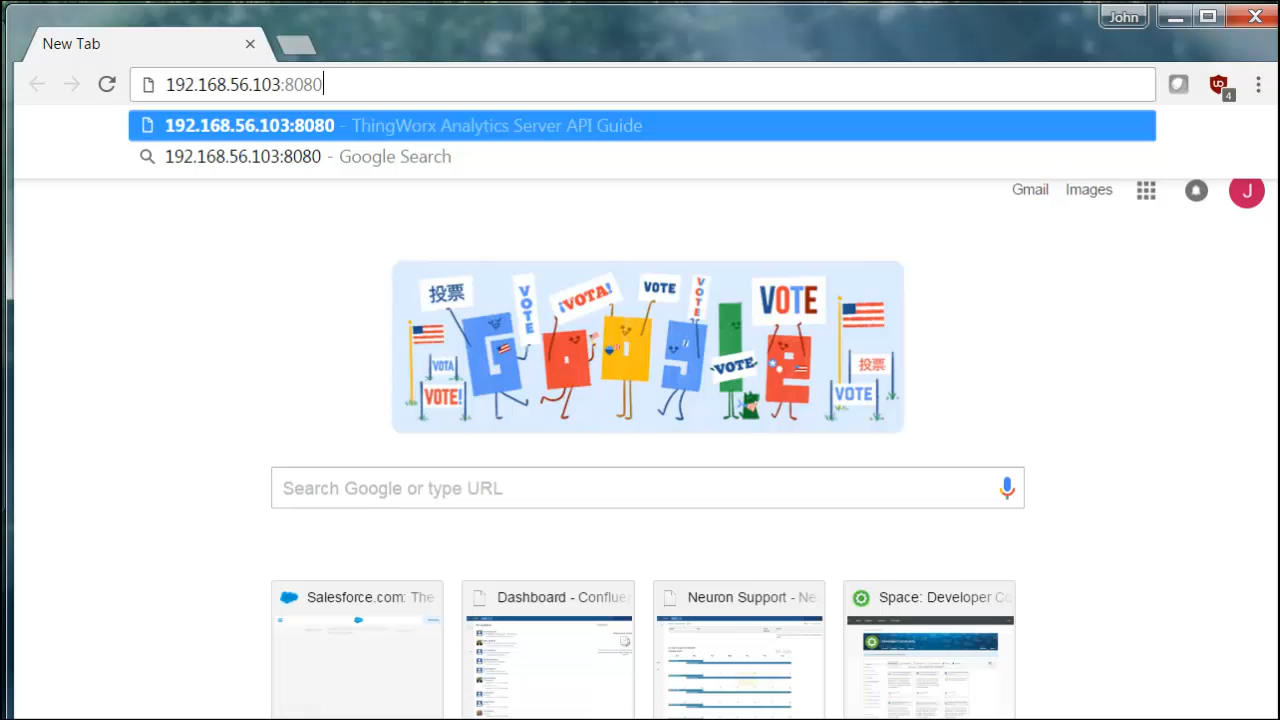 John
New Tab
192.168.56.103:8080
192.168.56.103:8080 - ThingWorx Analytics Server API Guide
192.168.56.103:8080 - Google Search
4
Gmail Images J
投票 VOTE ¡VOTA! VOTE VOTE VOTE
VOTA VOTE 投票
VOTE! VOTE
Search Google or type URL
Salesforce.com: The Dashboard - Conflue Neuron Support - Ne Space: Developer Co